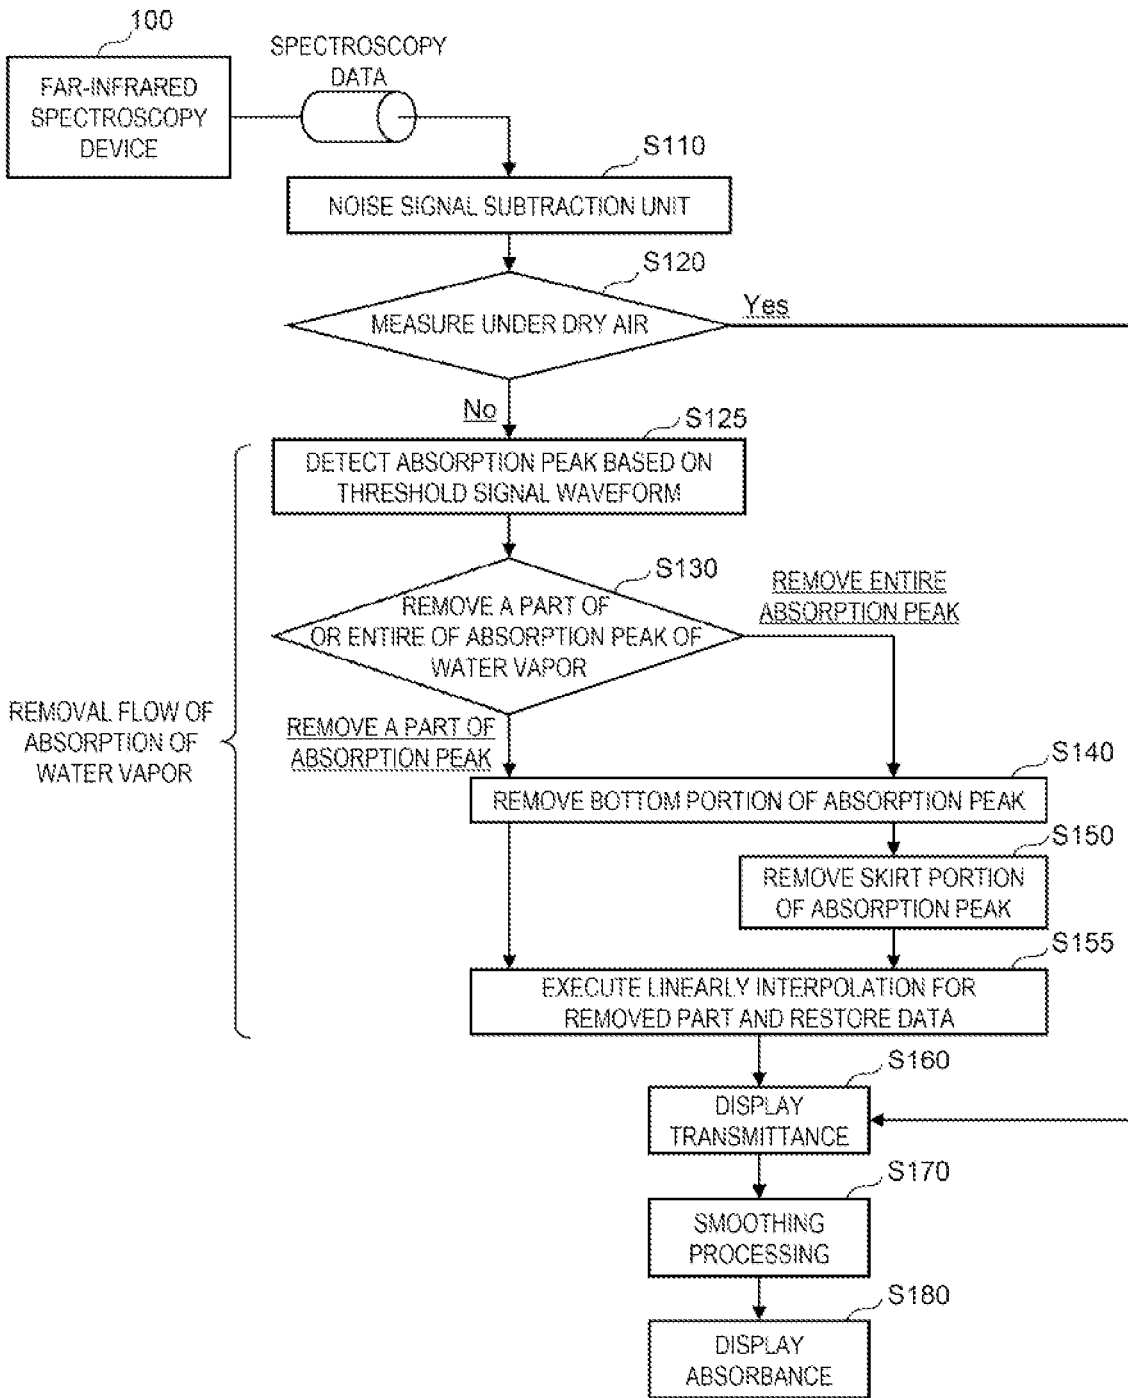 100
FAR-INFRARED
SPECTROSCOPY
DEVICE
SPECTROSCOPY
DATA
S110
NOISE SIGNAL SUBTRACTION UNIT
S120
MEASURE UNDER DRY AIR
Yes
No
S125
DETECT ABSORPTION PEAK BASED ON
THRESHOLD SIGNAL WAVEFORM
S130
REMOVE A PART OF
OR ENTIRE OF ABSORPTION PEAK OF
WATER VAPOR
REMOVE ENTIRE
ABSORPTION PEAK
REMOVAL FLOW OF
ABSORPTION OF
WATER VAPOR
REMOVE A PART OF
ABSORPTION PEAK
S140
REMOVE BOTTOM PORTION OF ABSORPTION PEAK
S150
REMOVE SKIRT PORTION
OF ABSORPTION PEAK
S155
EXECUTE LINEARLY INTERPOLATION FOR
REMOVED PART AND RESTORE DATA
S160
DISPLAY
TRANSMITTANCE
S170
SMOOTHING
PROCESSING
S180
DISPLAY
ABSORBANCE